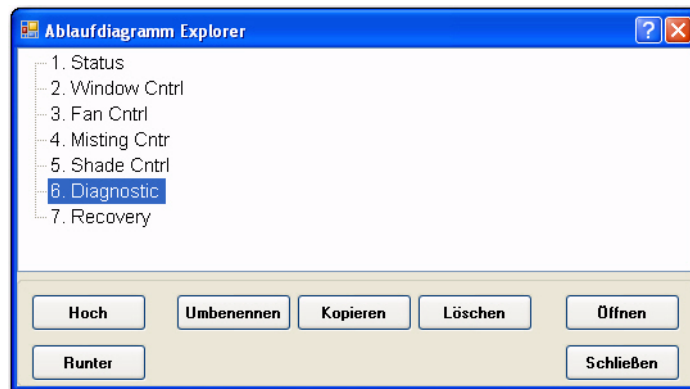 Ablaufdiagramm Explorer
1. Status
2. Window Cntrl
3. Fan Cntrl
4. Misting Cntr
5. Shade Cntrl
6. Diagnostic
7. Recovery
Hoch Umbenennen Kopieren Löschen Öffnen
Runter Schließen